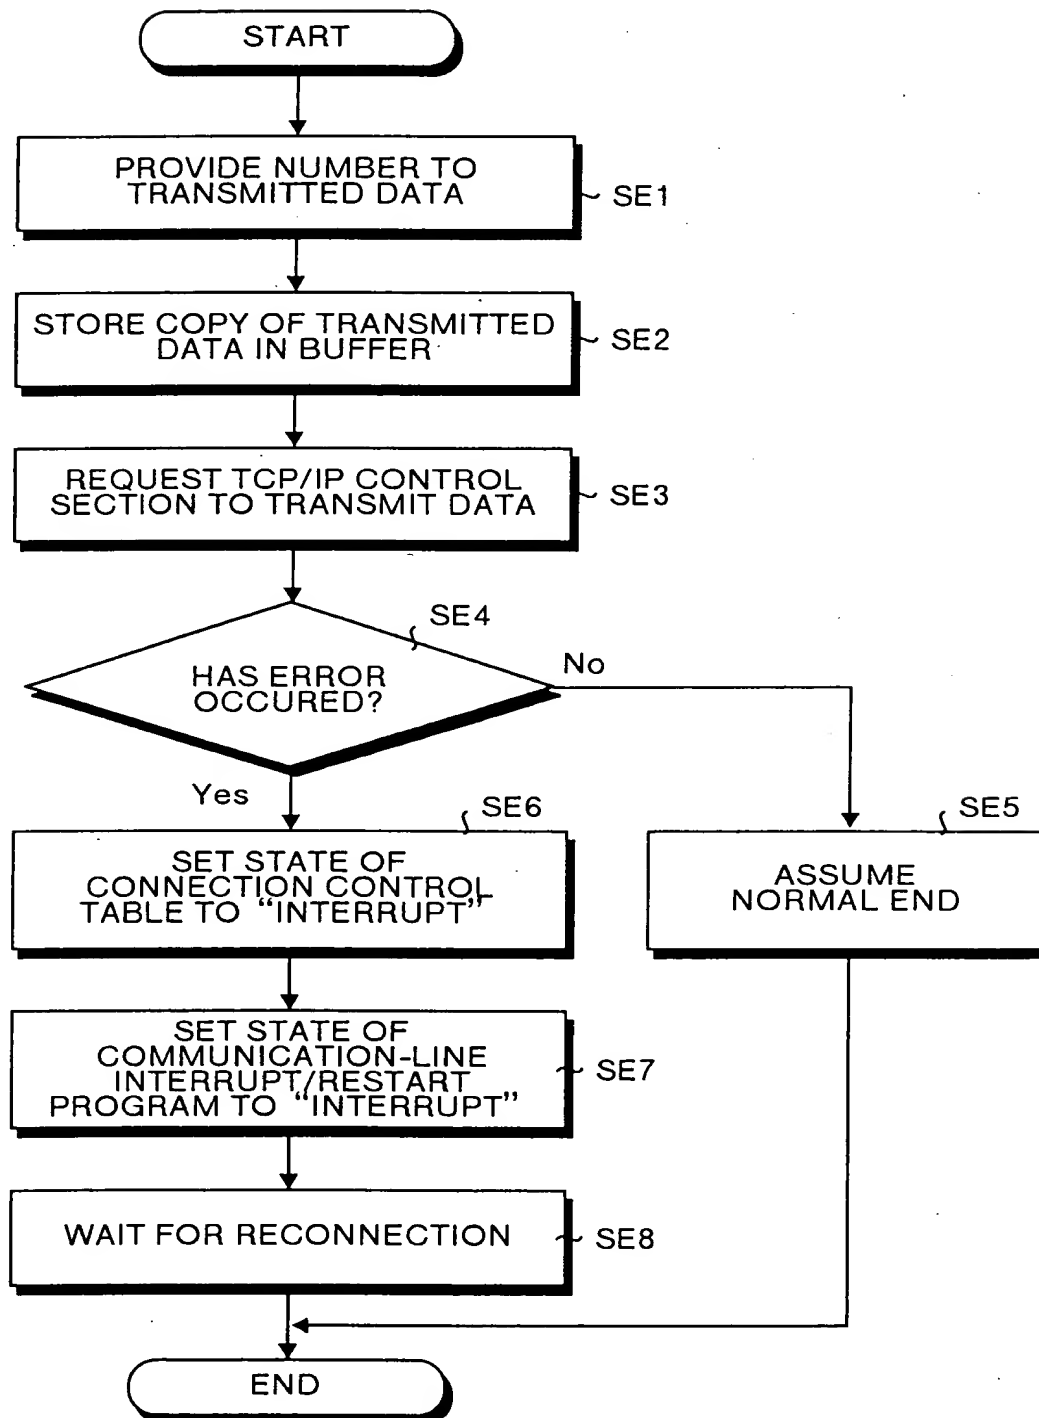 START
PROVIDE NUMBER TO
TRANSMITTED DATA
SE1
STORE COPY OF TRANSMITTED
DATA IN BUFFER
SE2
REQUEST TCP/IP CONTROL
SECTION TO TRANSMIT DATA
SE3
SE4
HAS ERROR
OCCURED?
No
Yes
SE6
SET STATE OF
CONNECTION CONTROL
TABLE TO “INTERRUPT”
SE5
ASSUME
NORMAL END
SET STATE OF
COMMUNICATION-LINE
INTERRUPT/RESTART
PROGRAM TO “INTERRUPT”
SE7
WAIT FOR RECONNECTION
SE8
END